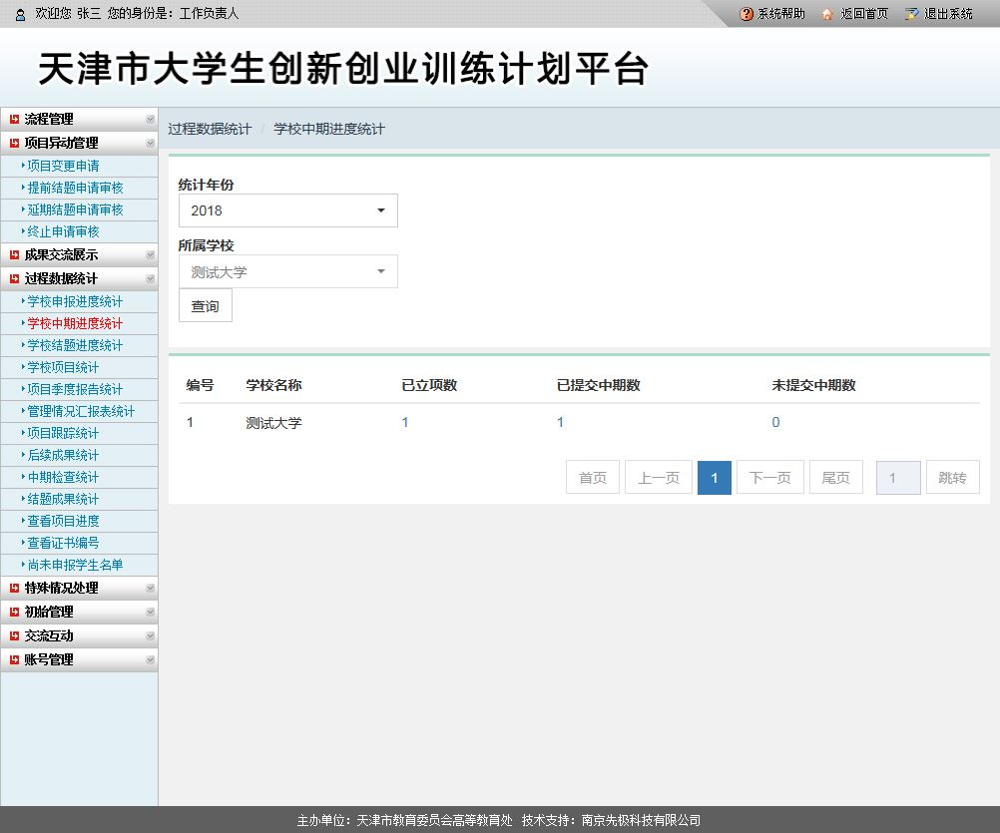 欢迎您 张三 您的身份是：工作负责人
系统帮助 返回首页 退出系统
天津市大学生创新创业训练计划平台
流程管理
项目异动管理
项目变更申请
提前结题申请审核
延期结题申请审核
终止申请审核
成果交流展示
过程数据统计
学校申报进度统计
学校中期进度统计
学校结题进度统计
学校项目统计
项目季度报告统计
管理情况汇报表统计
项目跟踪统计
后续成果统计
中期检查统计
结题成果统计
查看项目进度
查看证书编号
尚未申报学生名单
特殊情况处理
初始管理
交流互动
账号管理
过程数据统计 / 学校中期进度统计
统计年份
2018
所属学校
测试大学
查询
编号 学校名称 已立项数 已提交中期数 未提交中期数
1 测试大学 1 1 0
首页 上一页 1 下一页 尾页 1 跳转
主办单位：天津市教育委员会高等教育处 技术支持：南京先极科技有限公司